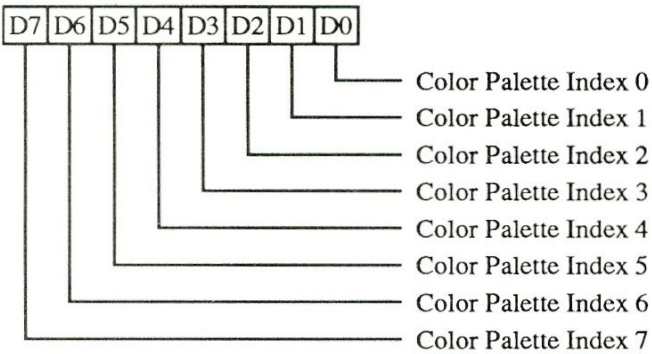 D7 D6 D5 D4 D3 D2 D1 D0
Color Palette Index 0
Color Palette Index 1
Color Palette Index 2
Color Palette Index 3
Color Palette Index 4
Color Palette Index 5
Color Palette Index 6
Color Palette Index 7